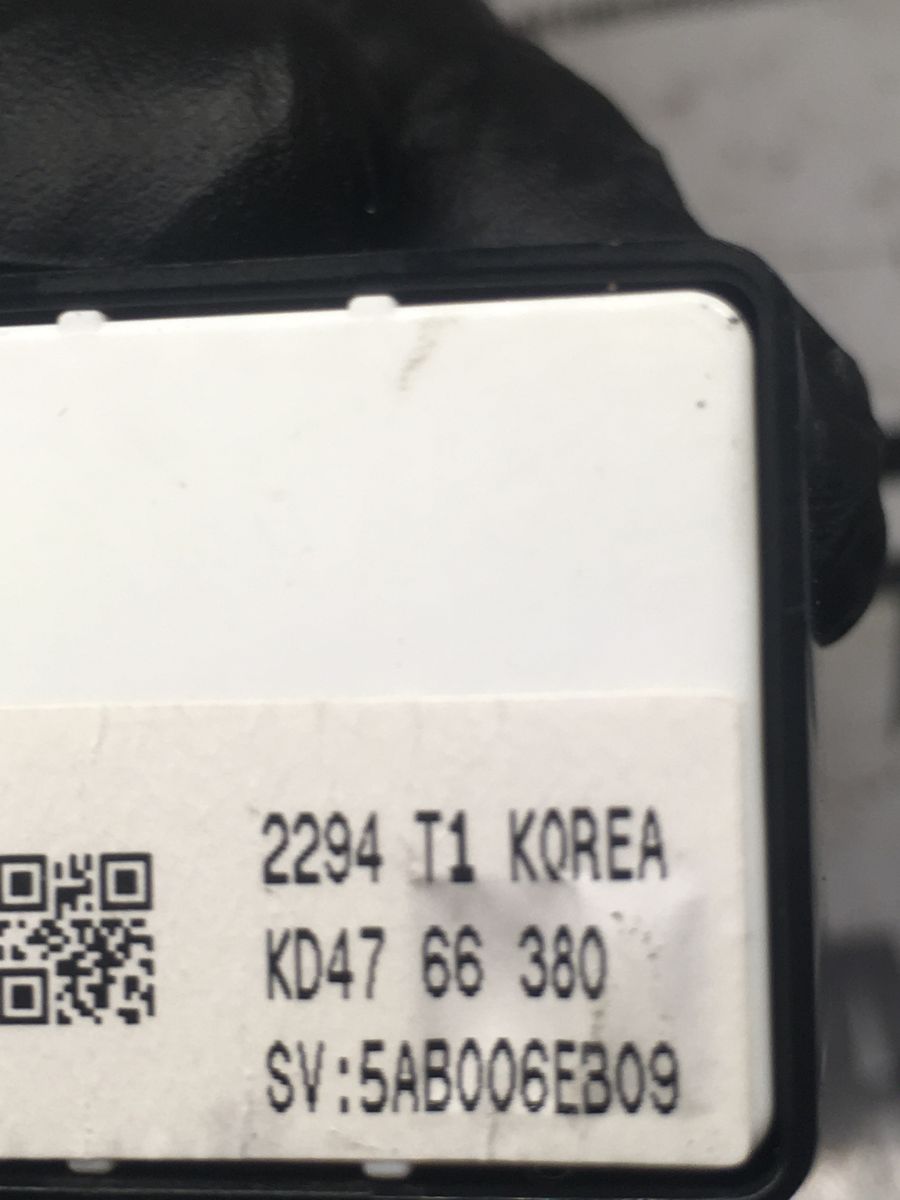 2294 T1 KOREA
KD47 66 380
SV:5AB006EB09